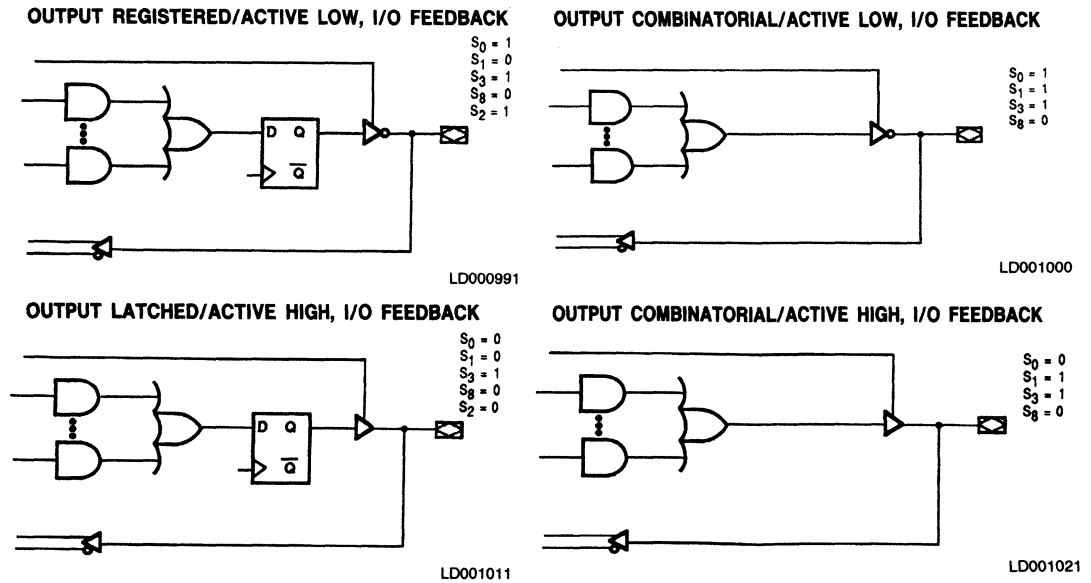 OUTPUT REGISTERED/ACTIVE LOW, I/O FEEDBACK
S0 = 1
S1 = 0
S3 = 1
S8 = 0
S2 = 1
D Q
Q̅
LD000991
OUTPUT COMBINATORIAL/ACTIVE LOW, I/O FEEDBACK
S0 = 1
S1 = 1
S3 = 1
S8 = 0
LD001000
OUTPUT LATCHED/ACTIVE HIGH, I/O FEEDBACK
S0 = 0
S1 = 0
S3 = 1
S8 = 0
S2 = 0
D Q
Q̅
LD001011
OUTPUT COMBINATORIAL/ACTIVE HIGH, I/O FEEDBACK
S0 = 0
S1 = 1
S3 = 1
S8 = 0
LD001021